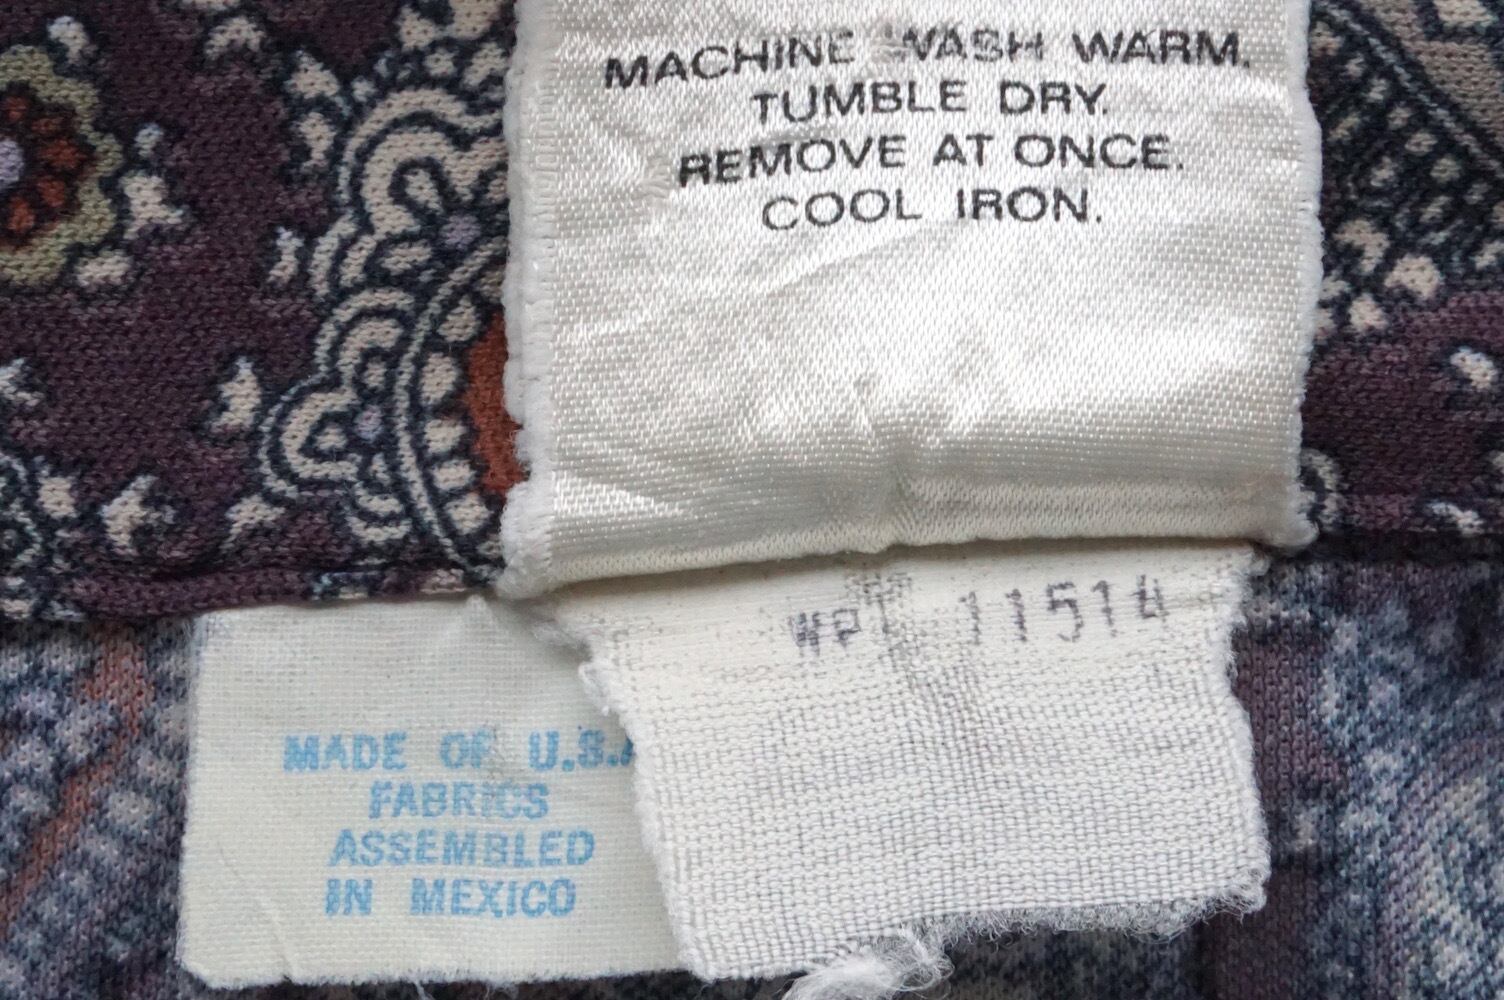 MACHINE WASH WARM.
TUMBLE DRY.
REMOVE AT ONCE.
COOL IRON.
WPL 11514
MADE OF U.S.A
FABRICS
ASSEMBLED
IN MEXICO